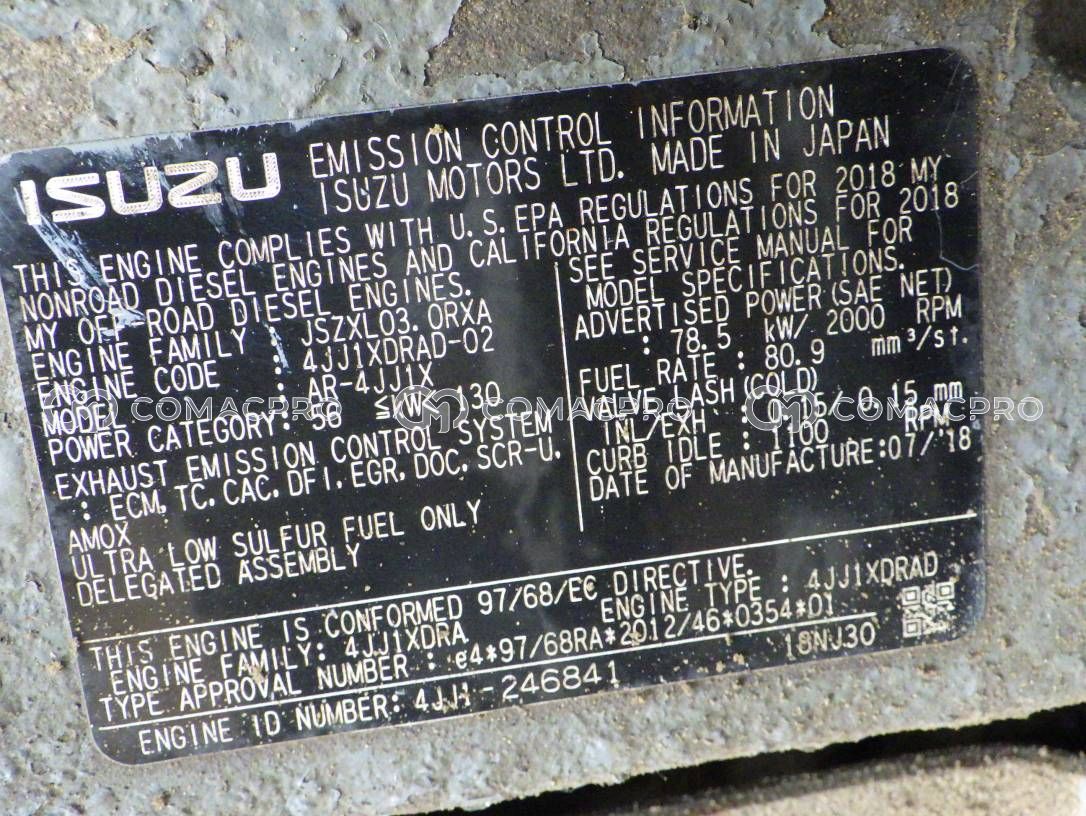 ISUZU
EMISSION CONTROL INFORMATION
ISUZU MOTORS LTD. MADE IN JAPAN
THIS ENGINE COMPLIES WITH U.S. EPA REGULATIONS FOR 2018 MY
NONROAD DIESEL ENGINES AND CALIFORNIA REGULATIONS FOR 2018
MY OFF-ROAD DIESEL ENGINES.
ENGINE FAMILY : JSZXL03.0RXA
ENGINE CODE : 4JJ1XDRAD-02
MODEL : AR-4JJ1X
POWER CATEGORY: 56 ≤kW< 130
EXHAUST EMISSION CONTROL SYSTEM
: ECM, TC, CAC, DFI, EGR, DOC, SCR-U,
AMOX
ULTRA LOW SULFUR FUEL ONLY
DELEGATED ASSEMBLY
SEE SERVICE MANUAL FOR
MODEL SPECIFICATIONS.
ADVERTISED POWER (SAE NET)
: 78.5 kW/ 2000 RPM
FUEL RATE : 80.9 mm³/st.
VALVE LASH (COLD)
INL/EXH : 0.15/ 0.15 mm
CURB IDLE : 1100 RPM
DATE OF MANUFACTURE:07/'18
THIS ENGINE IS CONFORMED 97/68/EC DIRECTIVE.
ENGINE FAMILY: 4JJ1XDRA ENGINE TYPE : 4JJ1XDRAD
TYPE APPROVAL NUMBER : e4*97/68RA*2012/46*0354*01
ENGINE ID NUMBER: 4JJ1-246841 18NJ30
COMACPRO COMACPRO COMACPRO